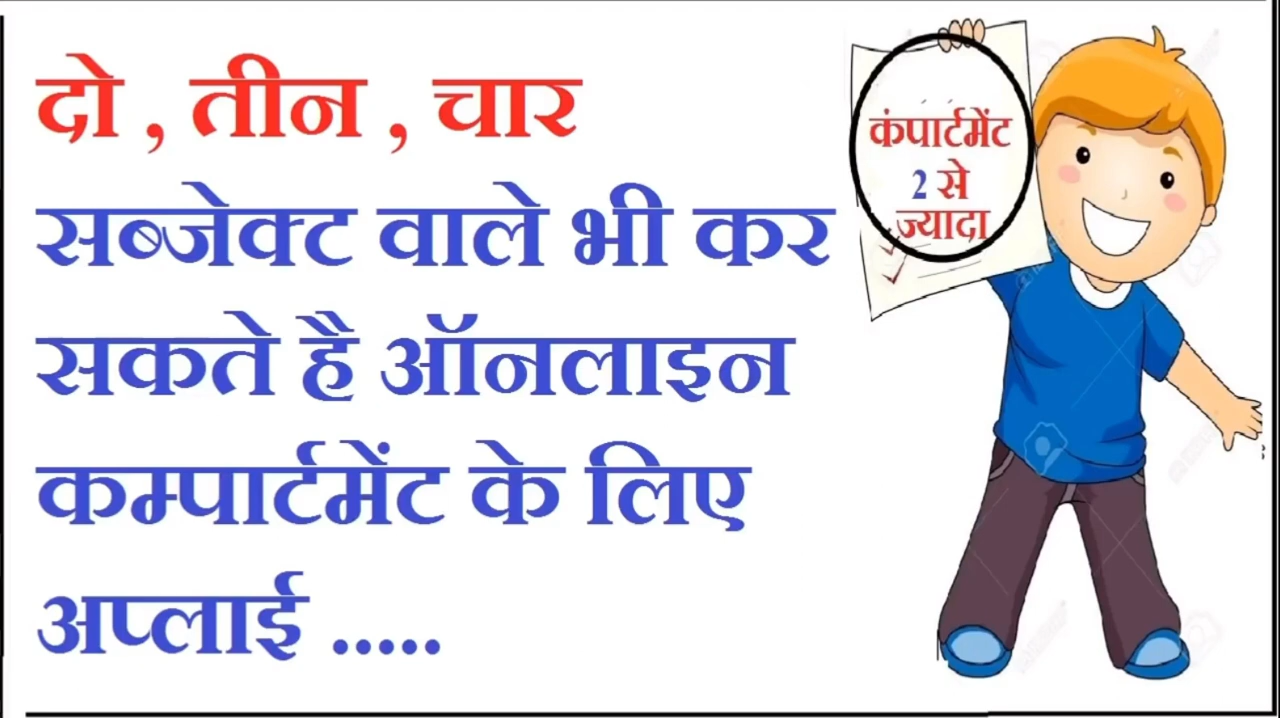 दो , तीन , चार
सब्जेक्ट वाले भी कर
सकते है ऑनलाइन
कम्पार्टमेंट के लिए
अप्लाई .....
कंपार्टमेंट
2 से
ज्यादा